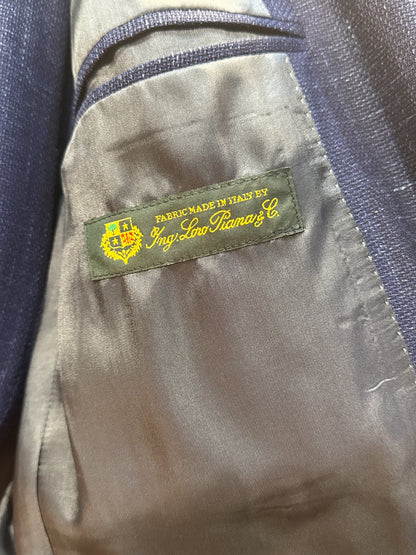 FABRIC MADE IN ITALY BY
Ing. Loro Piana & C.